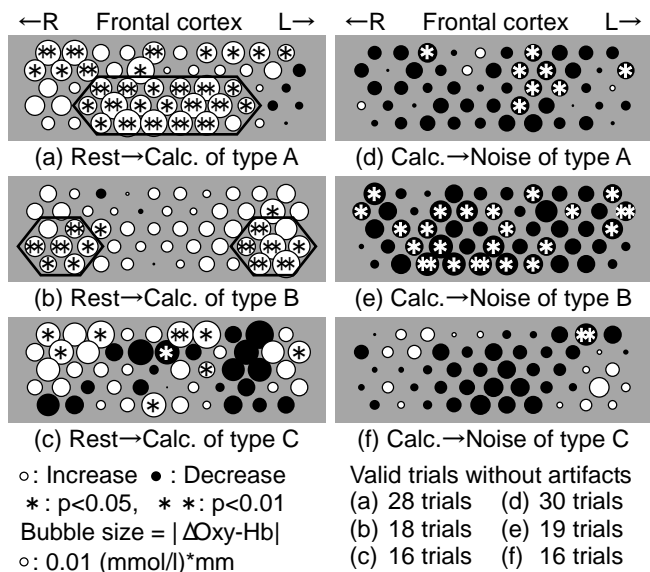 ←R Frontal cortex L→
←R Frontal cortex L→
(a) Rest→Calc. of type A
(d) Calc.→Noise of type A
(b) Rest→Calc. of type B
(e) Calc.→Noise of type B
(c) Rest→Calc. of type C
(f) Calc.→Noise of type C
○: Increase ●: Decrease
*: p<0.05, * *: p<0.01
Bubble size = |ΔOxy-Hb|
○: 0.01 (mmol/l)*mm
Valid trials without artifacts
(a) 28 trials (d) 30 trials
(b) 18 trials (e) 19 trials
(c) 16 trials (f) 16 trials